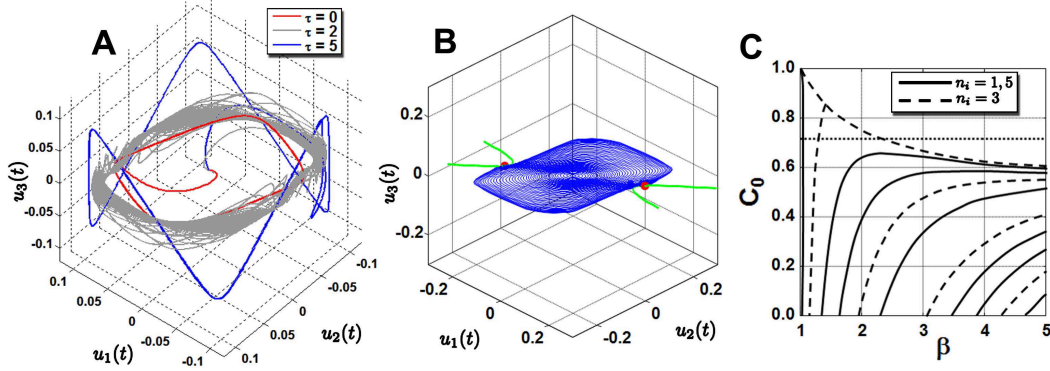 A
τ = 0
τ = 2
τ = 5
u₃(t)
0.1
0.05
0
-0.05
-0.1
0.1
0.05
0
-0.05
-0.1
u₁(t)
-0.1
-0.05
0
0.05
0.1
u₂(t)
B
u₃(t)
0.2
0
-0.2
-0.2
0
0.2
u₁(t)
0.2
0
-0.2
u₂(t)
C
nᵢ = 1, 5
nᵢ = 3
C₀
1.0
0.8
0.6
0.4
0.2
0.0
1
2
3
4
5
β